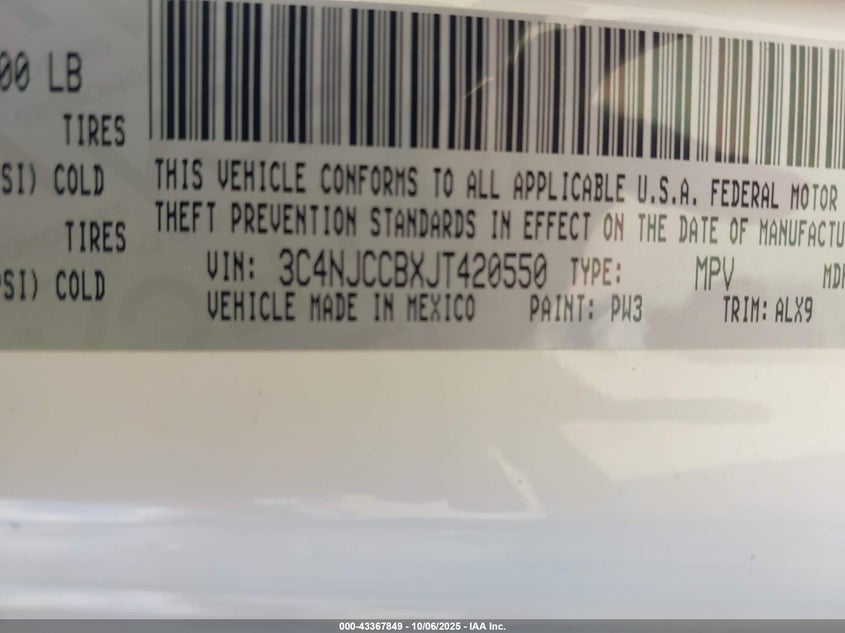 00 LB
TIRES
SI) COLD
TIRES
PSI) COLD
THIS VEHICLE CONFORMS TO ALL APPLICABLE U.S.A. FEDERAL MOTOR
THEFT PREVENTION STANDARDS IN EFFECT ON THE DATE OF MANUFACTU
VIN: 3C4NJCCBXJT420550 TYPE: MPV MDH
VEHICLE MADE IN MEXICO PAINT: PW3 TRIM: ALX9
000-43367849 - 10/06/2025 - IAA Inc.